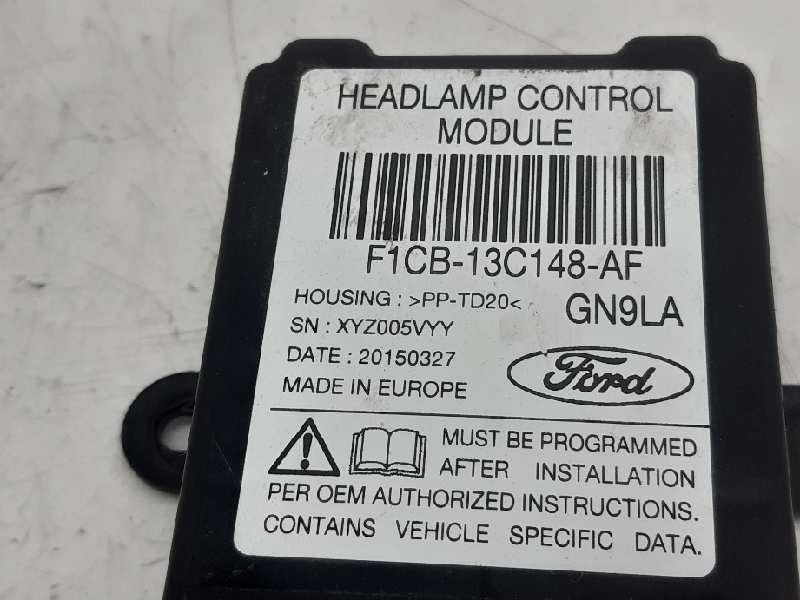 HEADLAMP CONTROL
MODULE
F1CB-13C148-AF
HOUSING : >PP-TD20< GN9LA
SN : XYZ005VYY
DATE : 20150327
MADE IN EUROPE
Ford
MUST BE PROGRAMMED
AFTER INSTALLATION
PER OEM AUTHORIZED INSTRUCTIONS.
CONTAINS VEHICLE SPECIFIC DATA.